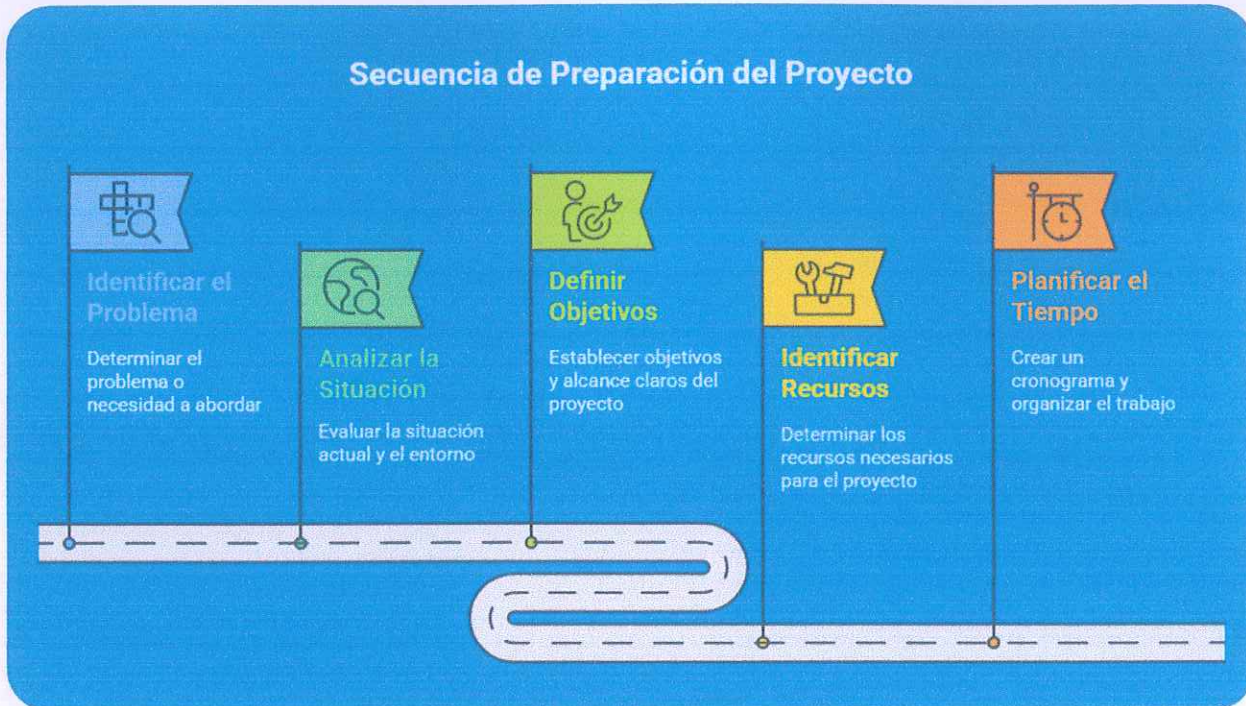 Secuencia de Preparación del Proyecto
Identificar el
Problema
Determinar el
problema o
necesidad a abordar
Analizar la
Situación
Evaluar la situación
actual y el entorno
Definir
Objetivos
Establecer objetivos
y alcance claros del
proyecto
Identificar
Recursos
Determinar los
recursos necesarios
para el proyecto
Planificar el
Tiempo
Crear un
cronograma y
organizar el trabajo